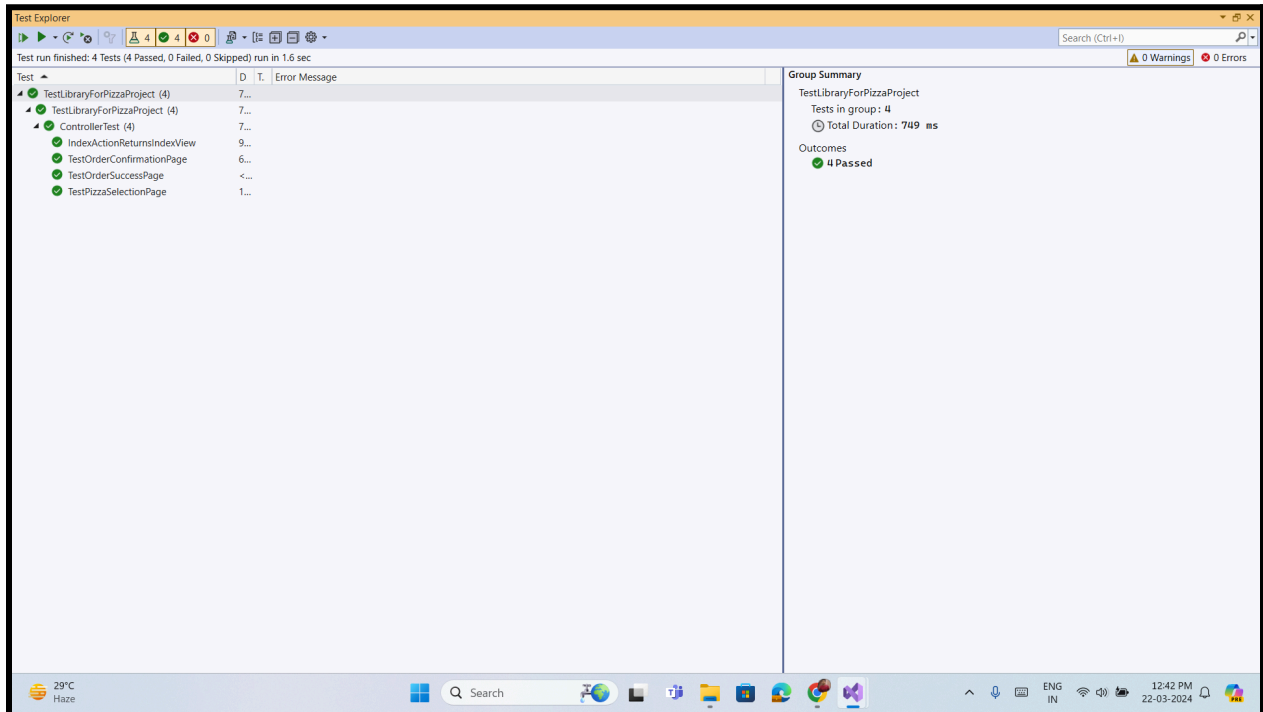 Test Explorer
4 4 0
Search (Ctrl+I)
Test run finished: 4 Tests (4 Passed, 0 Failed, 0 Skipped) run in 1.6 sec
0 Warnings 0 Errors
Test D T. Error Message
TestLibraryForPizzaProject (4) 7...
TestLibraryForPizzaProject (4) 7...
ControllerTest (4) 7...
IndexActionReturnsIndexView 9...
TestOrderConfirmationPage 6...
TestOrderSuccessPage <...
TestPizzaSelectionPage 1...
Group Summary
TestLibraryForPizzaProject
Tests in group: 4
Total Duration: 749 ms
Outcomes
4 Passed
29°C
Haze
Search
ENG
IN
12:42 PM
22-03-2024
PRE